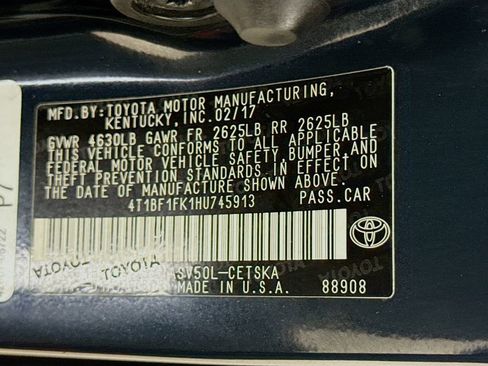 MFD.BY:TOYOTA MOTOR MANUFACTURING,
KENTUCKY, INC. 02/17
GVWR 4630LB GAWR FR 2625LB RR 2625LB
THIS VEHICLE CONFORMS TO ALL APPLICABLE
FEDERAL MOTOR VEHICLE SAFETY, BUMPER AND
THEFT PREVENTION STANDARDS IN EFFECT ON
THE DATE OF MANUFACTURE SHOWN ABOVE.
4T1BF1FK1HU745913 PASS.CAR
TOYOTA TOYOTA
SV50L-CETSKA
MADE IN U.S.A. 88908